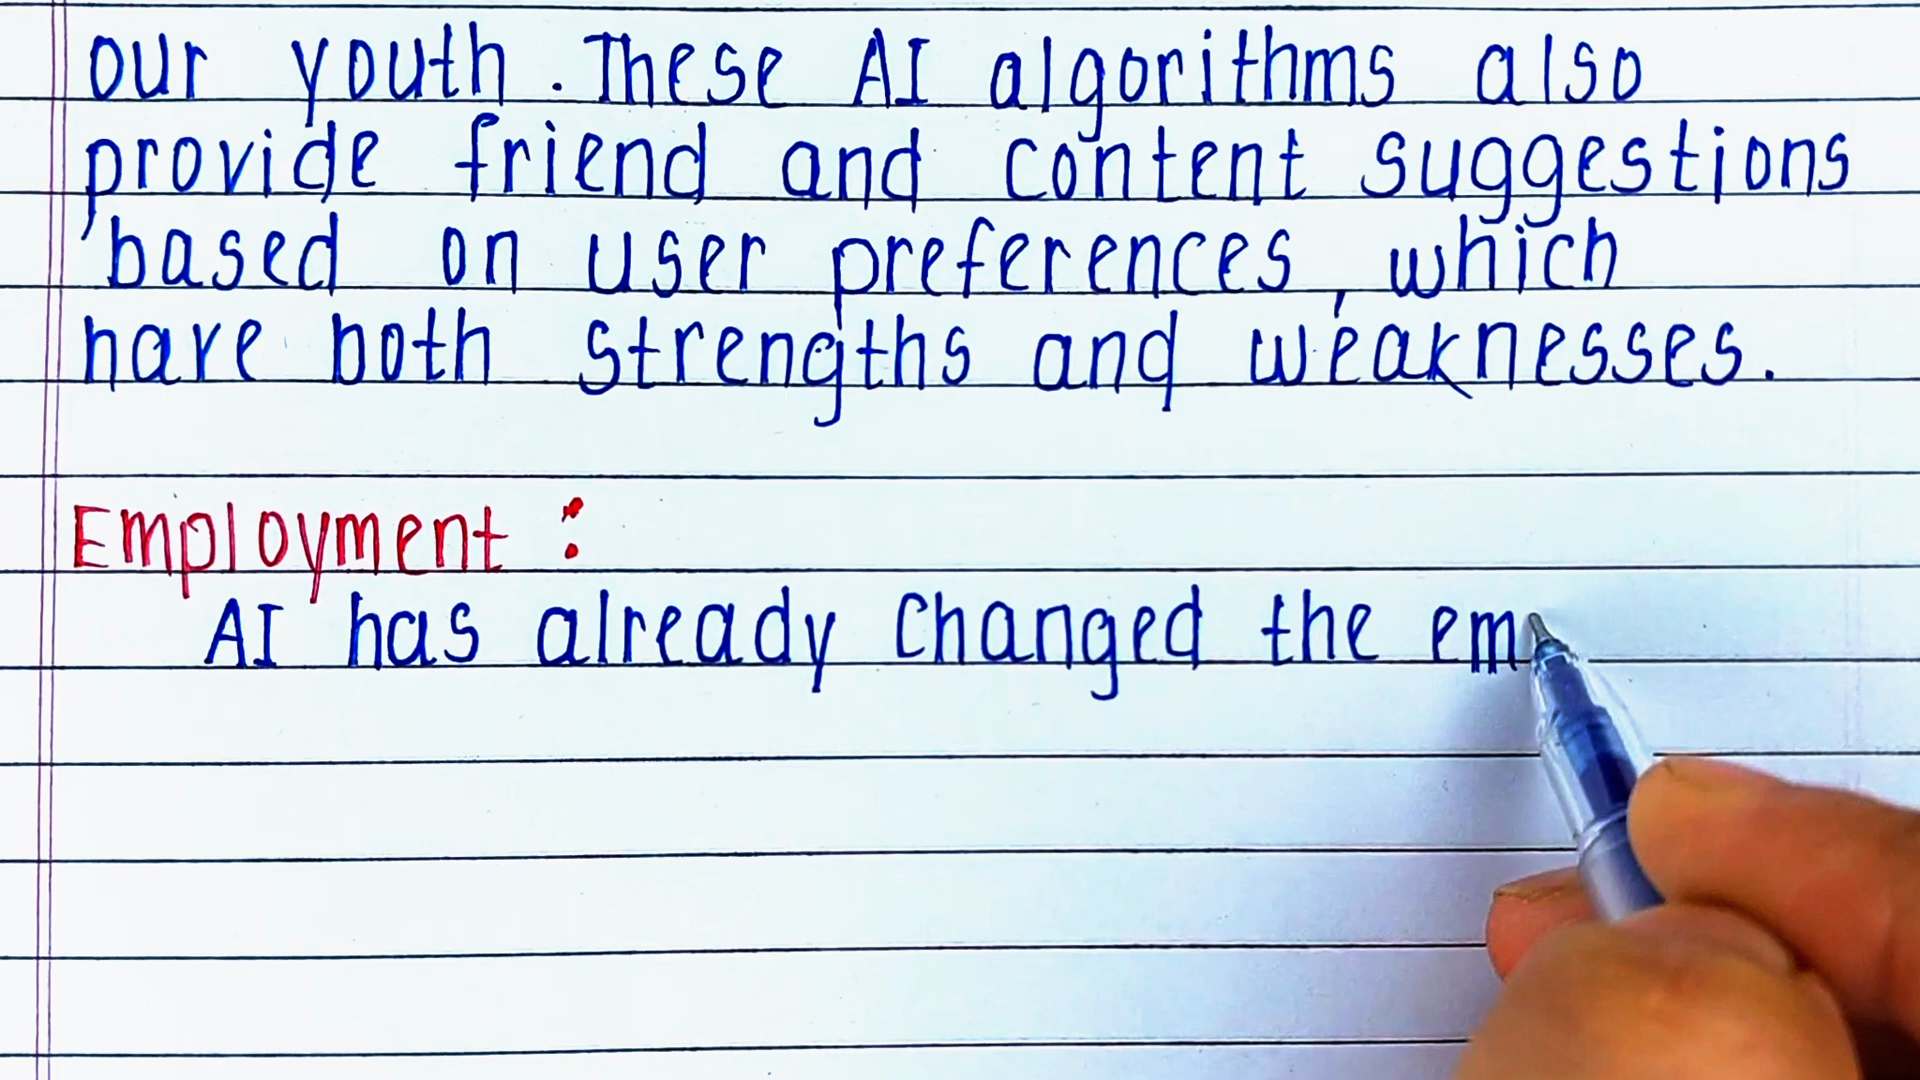 our youth. These AI algorithms also
provide friend and content suggestions
based on user preferences, which
have both strengths and weaknesses.
Employment :
AI has already changed the em